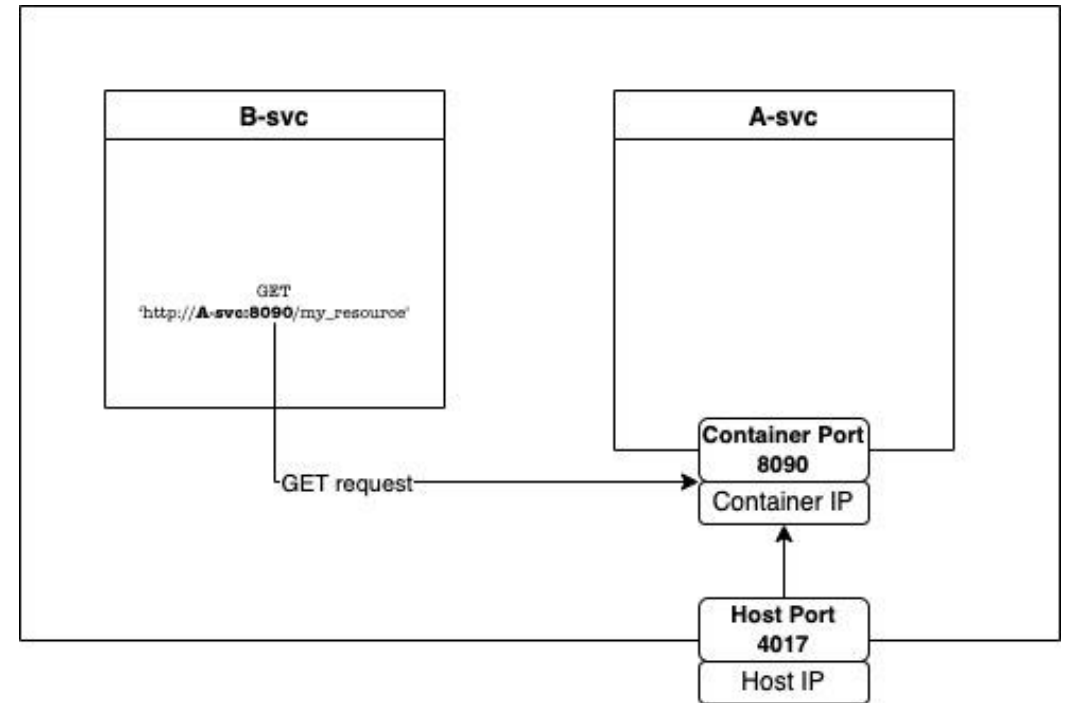 B-svc
A-svc
GET
'http://A-svc:8090/my_resource'
GET request
Container Port
8090
Container IP
Host Port
4017
Host IP